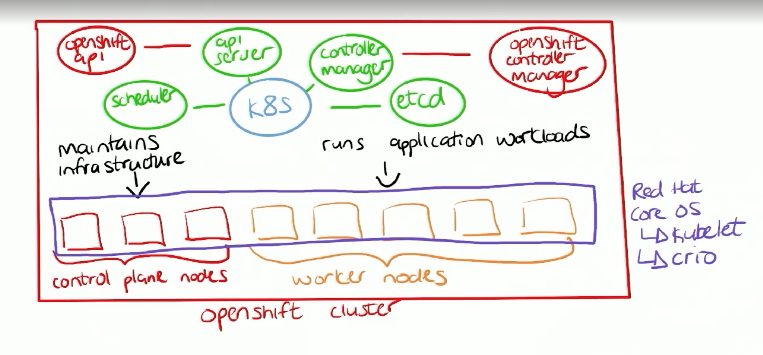 openshift
api
api
server
controller
manager
openshift
controller
manager
scheduler
K8S
etcd
maintains
infrastructure
runs application workloads
Red Hat
Core OS
↳ Kubelet
↳ crio
control plane nodes
worker nodes
openshift cluster